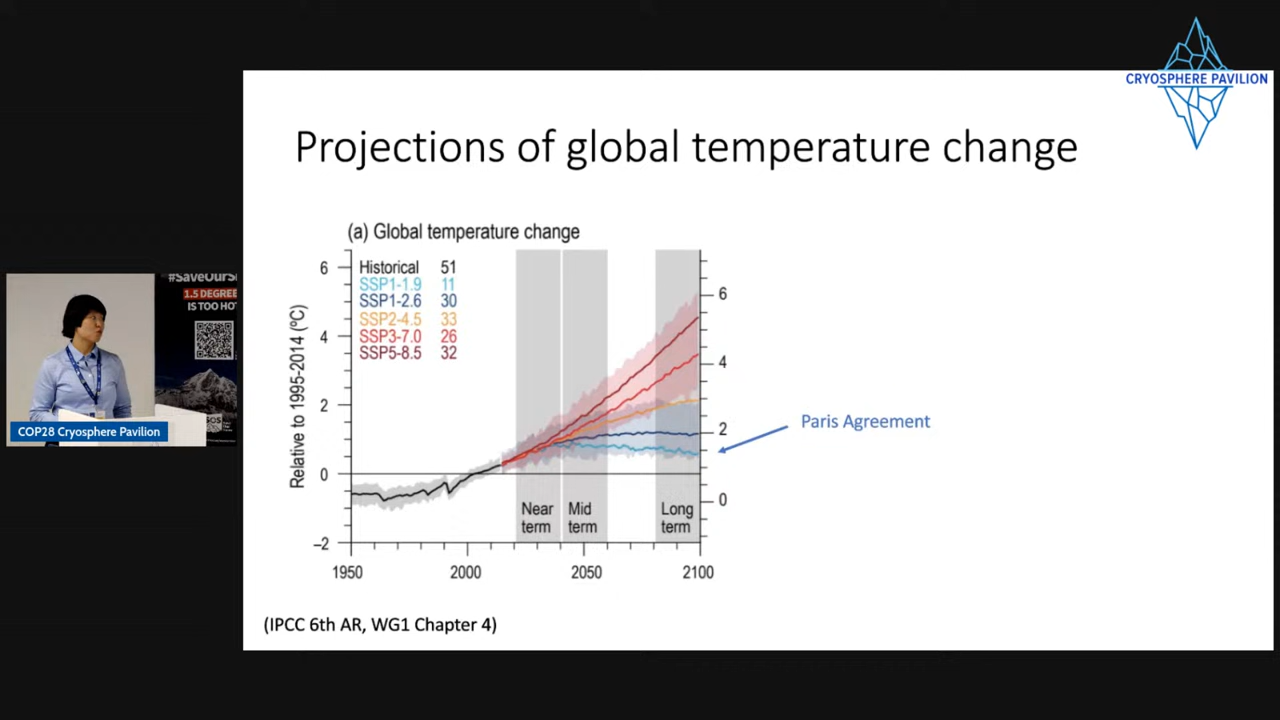 CRYOSPHERE PAVILION
Projections of global temperature change
(a) Global temperature change
Relative to 1995-2014 (ºC)
6
4
2
0
−2
Historical 51
SSP1-1.9 11
SSP1-2.6 30
SSP2-4.5 33
SSP3-7.0 26
SSP5-8.5 32
Near term
Mid term
Long term
6
4
2
0
1950
2000
2050
2100
Paris Agreement
(IPCC 6th AR, WG1 Chapter 4)
1.5 DEGREE
IS TOO HO
COP28 Cryosphere Pavilion